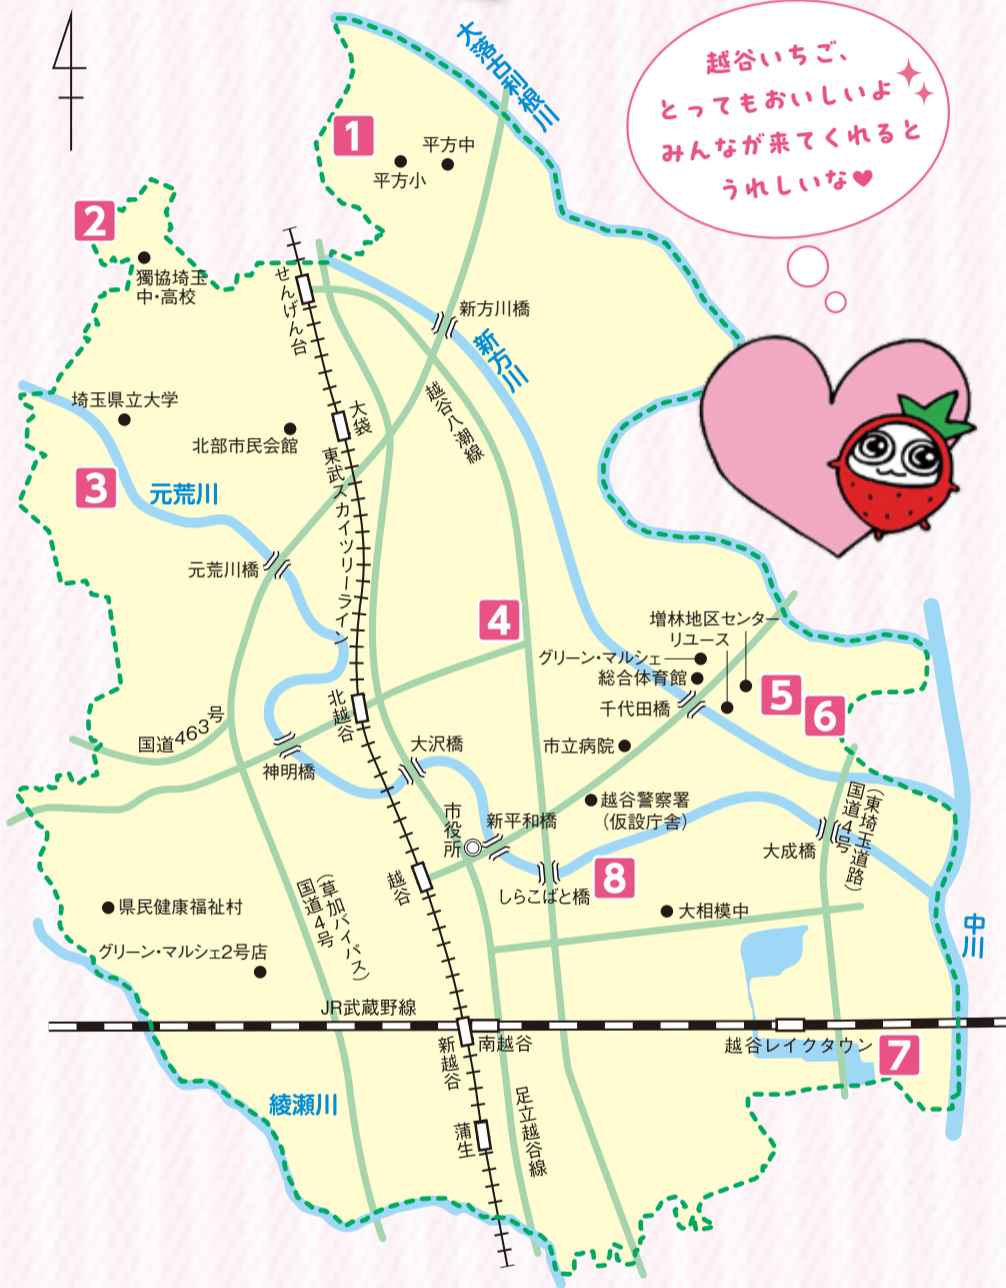 越谷いちご、
とってもおいしいよ
みんなが来てくれると
うれしいな♥
大落古利根川
1
平方中
平方小
2
獨協埼玉
中・高校
せんげん台
新方川橋
新方川
埼玉県立大学
大袋
越谷八潮線
北部市民会館
東武スカイツリーライン
3
元荒川
元荒川橋
4
増林地区センター
リユース
グリーン・マルシェ
総合体育館
5
6
千代田橋
北越谷
国道463号
大沢橋
市立病院
神明橋
越谷警察署
(仮設庁舎)
市役所
新平和橋
(東埼玉道路)
国道4号
大成橋
越谷
8
しらこばと橋
(草加バイパス)
国道4号
県民健康福祉村
大相模中
中川
グリーン・マルシェ2号店
JR武蔵野線
新越谷
南越谷
越谷レイクタウン
7
綾瀬川
足立越谷線
蒲生